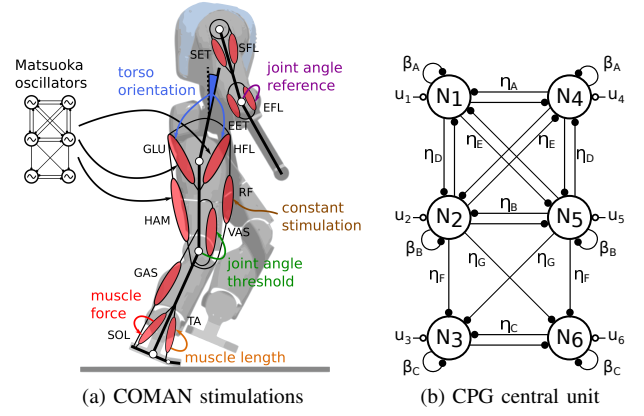 Matsuoka
oscillators
torso
orientation
SET
SFL
joint angle
reference
EFL
EET
GLU
HFL
RF
HAM
constant
stimulation
VAS
joint angle
threshold
GAS
muscle
force
SOL
TA
muscle length
(a) COMAN stimulations
β_A
β_A
u_1
N1
η_A
N4
u_4
η_D
η_E
η_E
η_D
u_2
N2
η_B
N5
u_5
β_B
β_B
η_F
η_G
η_G
η_F
u_3
N3
η_C
N6
u_6
β_C
β_C
(b) CPG central unit